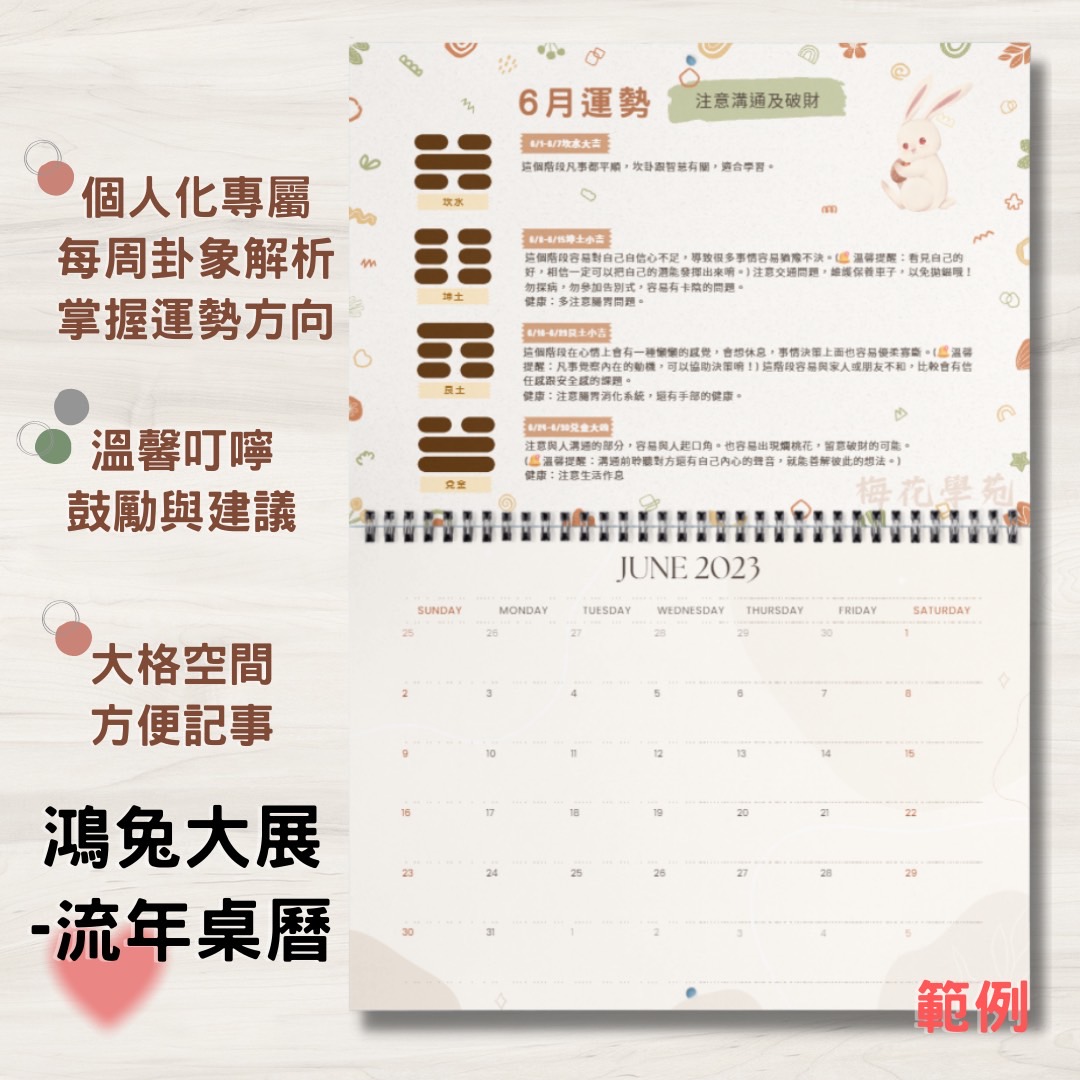 個人化專屬
每周卦象解析
掌握運勢方向
溫馨叮嚀
鼓勵與建議
大格空間
方便記事
鴻兔大展
-流年桌曆
6月運勢
注意溝通及破財
6/1-6/7坎水大吉
這個階段凡事都平順，坎卦跟智慧有關，適合學習。
坎水
6/8-6/15坤土小吉
這個階段容易對自己自信心不足，導致很多事情容易猶豫不決。(溫馨提醒：看見自己的
好，相信一定可以把自己的潛能發揮出來唷。) 注意交通問題，維護保養車子，以免拋錨哦！
勿探病，勿參加告別式，容易有卡陰的問題。
健康：多注意腸胃問題。
坤土
艮土小吉
這個階段在心情上會有一種懶懶的感覺，會想休息，事情決策上面也容易優柔寡斷。(溫馨
提醒：凡事覺察內在的動機，可以協助決策唷！) 這階段容易與家人或朋友不和，比較會有信
任感跟安全感的課題。
健康：注意腸胃消化系統，還有手部的健康。
艮土
6/24-6/30兌金大凶
注意與人溝通的部分，容易與人起口角。也容易出現爛桃花，留意破財的可能。
(溫馨提醒：溝通前聆聽對方還有自己內心的聲音，就能善解彼此的想法。)
健康：注意生活作息
兌金
梅花學苑
JUNE 2023
SUNDAY MONDAY TUESDAY WEDNESDAY THURSDAY FRIDAY SATURDAY
25 26 27 28 29 30 1
2 3 4 5 6 7 8
9 10 11 12 13 14 15
16 17 18 19 20 21 22
23 24 25 26 27 28 29
30 31 1 2 3 4 5
範例